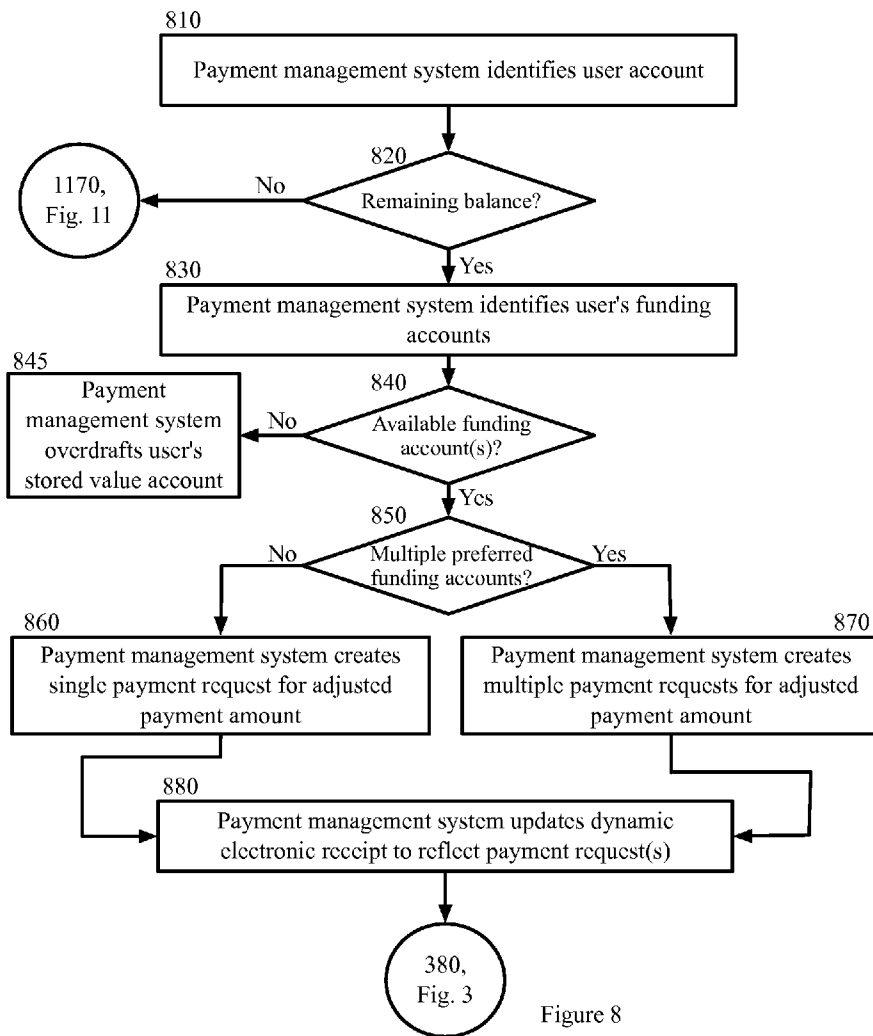 810
Payment management system identifies user account
820
No
Remaining balance?
1170,
Fig. 11
Yes
830
Payment management system identifies user's funding
accounts
845
Payment
management system
overdrafts user's
stored value account
840
No
Available funding
account(s)?
Yes
850
No
Multiple preferred
funding accounts?
Yes
860
Payment management system creates
single payment request for adjusted
payment amount
870
Payment management system creates
multiple payment requests for adjusted
payment amount
880
Payment management system updates dynamic
electronic receipt to reflect payment request(s)
380,
Fig. 3
Figure 8